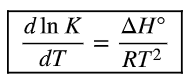 d ln K / dT = ΔH° / RT²